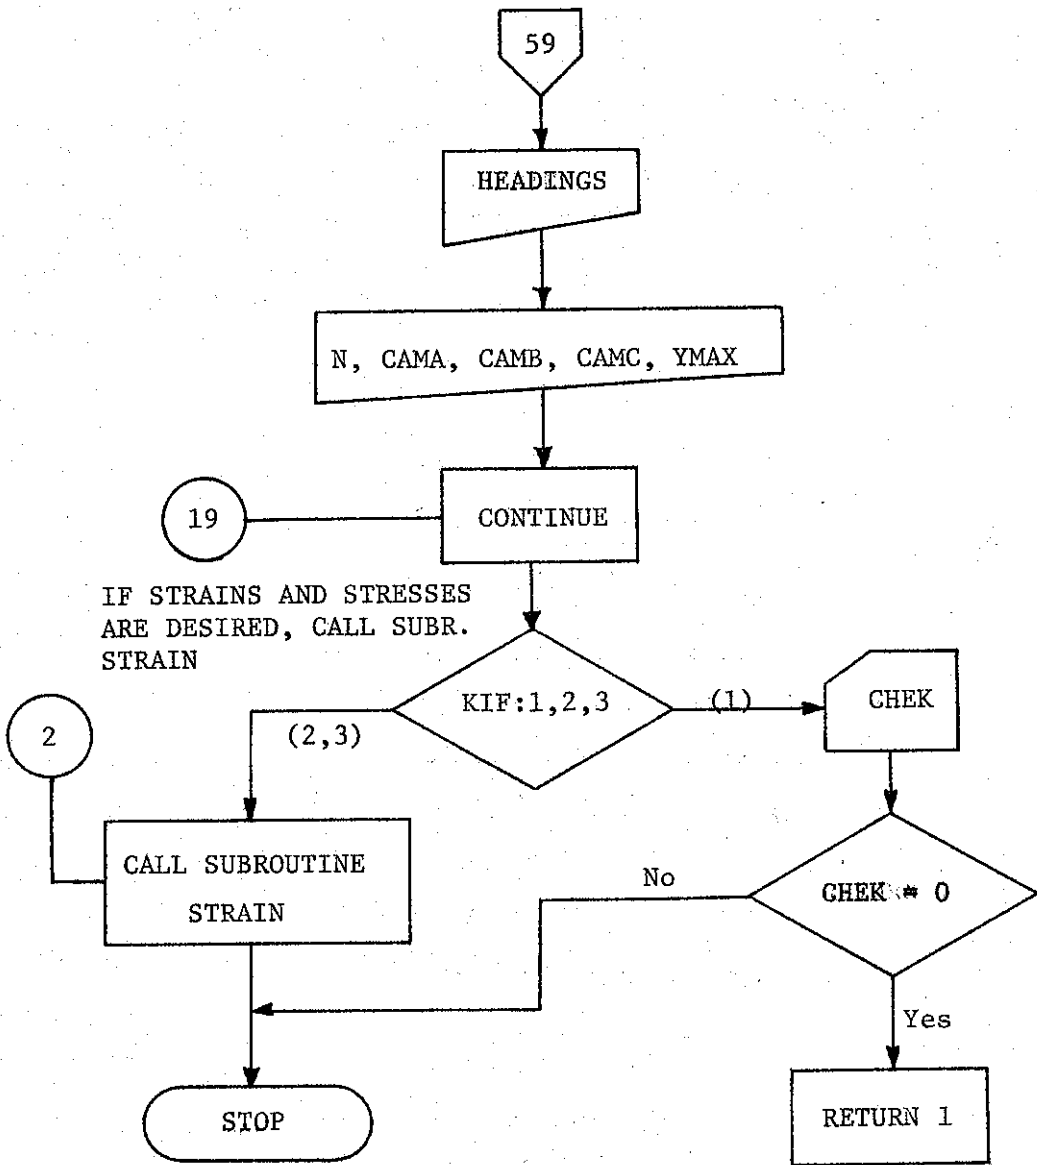 59
HEADINGS
N, CAMA, CAMB, CAMC, YMAX
19
CONTINUE
IF STRAINS AND STRESSES
ARE DESIRED, CALL SUBR.
STRAIN
KIF:1,2,3
(1)
CHEK
2
(2,3)
CALL SUBROUTINE
STRAIN
No
CHEK = 0
Yes
STOP
RETURN 1